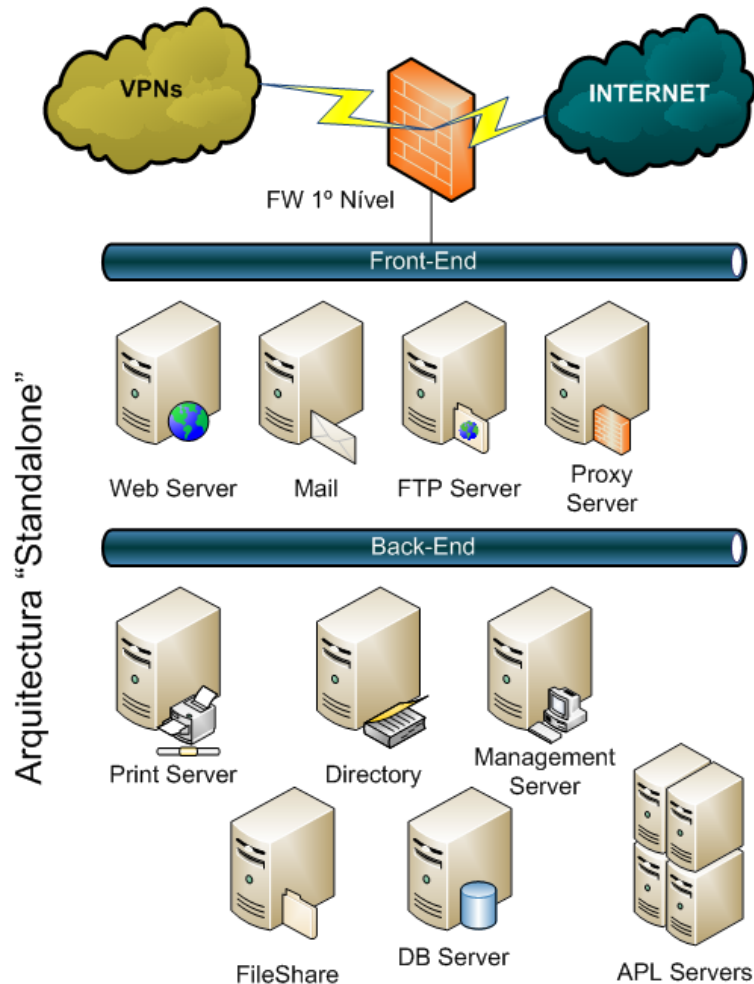 VPNs
INTERNET
FW 1º Nível
Front-End
Web Server
Mail
FTP Server
Proxy
Server
Arquitectura “Standalone”
Back-End
Print Server
Directory
Management
Server
FileShare
DB Server
APL Servers